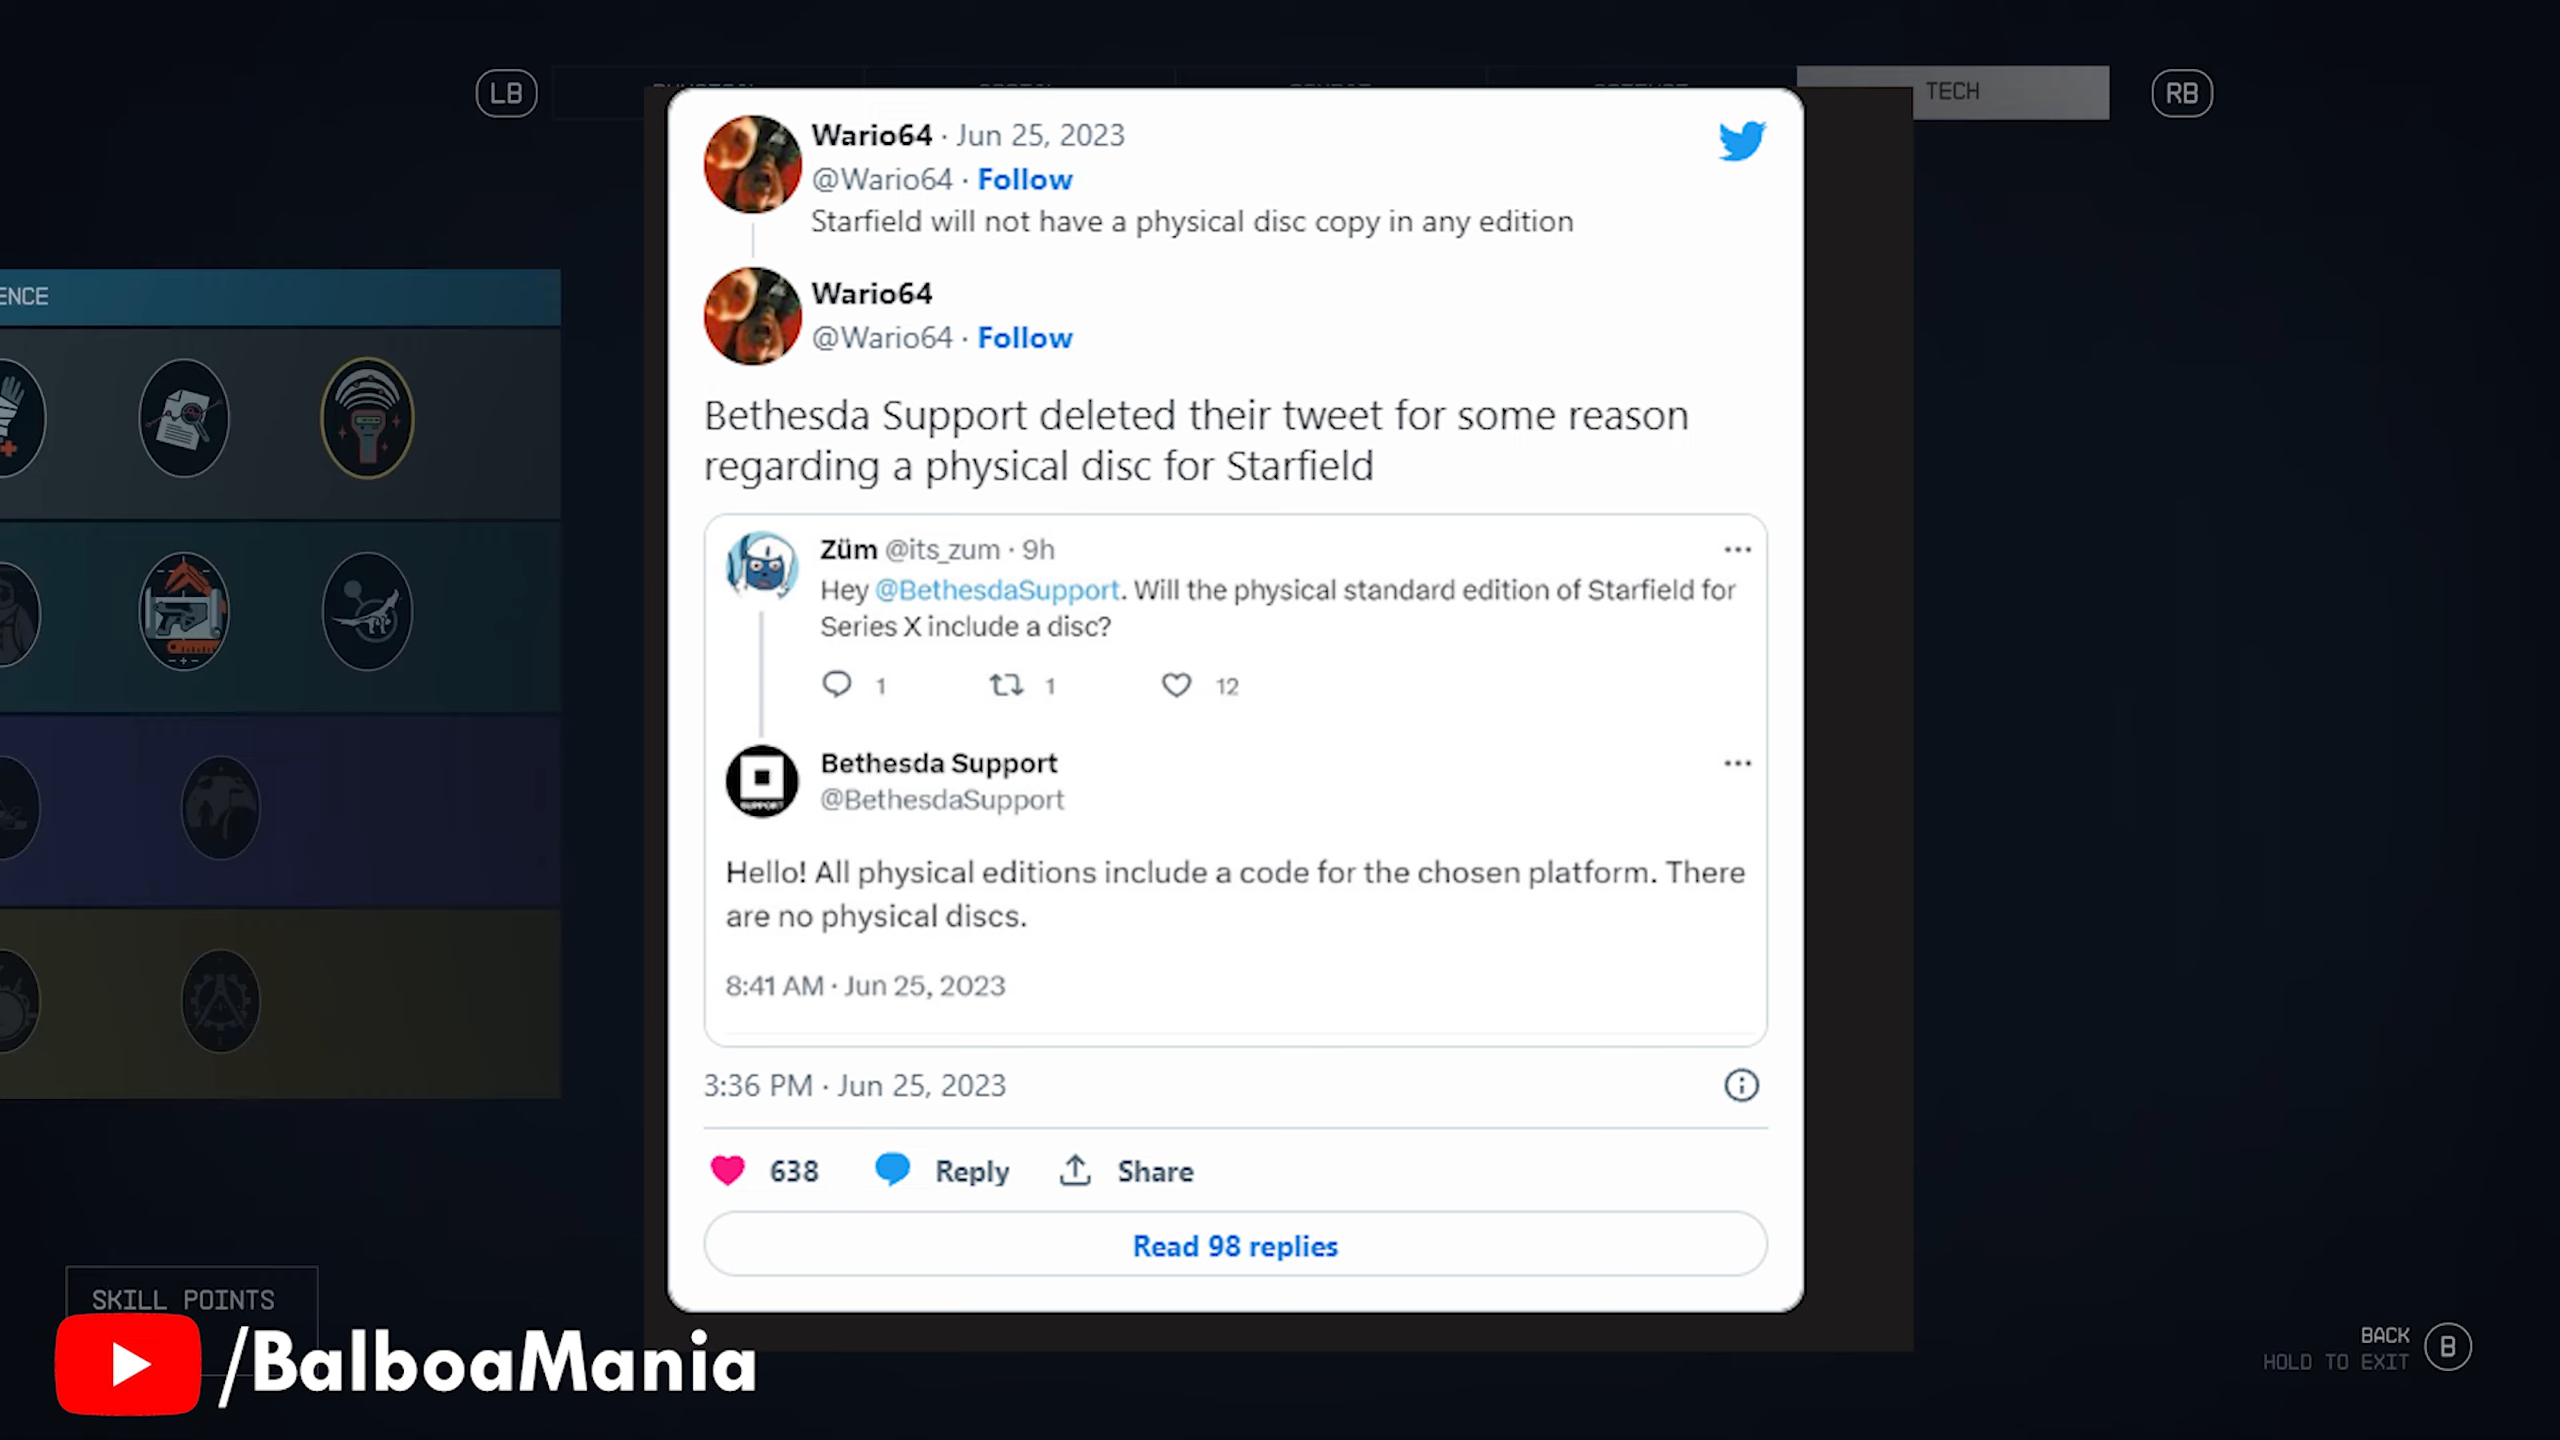 LB
TECH
RB
ENCE
Wario64 · Jun 25, 2023
@Wario64 · Follow
Starfield will not have a physical disc copy in any edition
Wario64
@Wario64 · Follow
Bethesda Support deleted their tweet for some reason
regarding a physical disc for Starfield
Züm @its_zum · 9h
Hey @BethesdaSupport. Will the physical standard edition of Starfield for
Series X include a disc?
1 1 12
SUPPORT
Bethesda Support
@BethesdaSupport
Hello! All physical editions include a code for the chosen platform. There
are no physical discs.
8:41 AM · Jun 25, 2023
3:36 PM · Jun 25, 2023
638 Reply Share
Read 98 replies
SKILL POINTS
/BalboaMania
BACK
HOLD TO EXIT
B